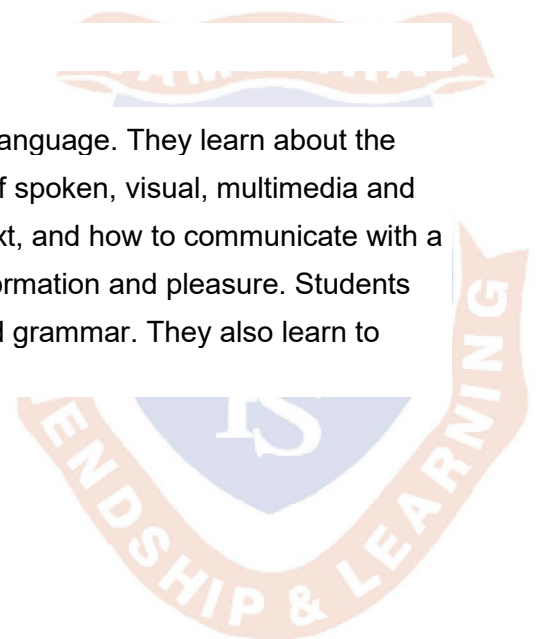 anguage. They learn about the
f spoken, visual, multimedia and
xt, and how to communicate with a
ormation and pleasure. Students
d grammar. They also learn to
IS
ENDSHIP & LEARNING